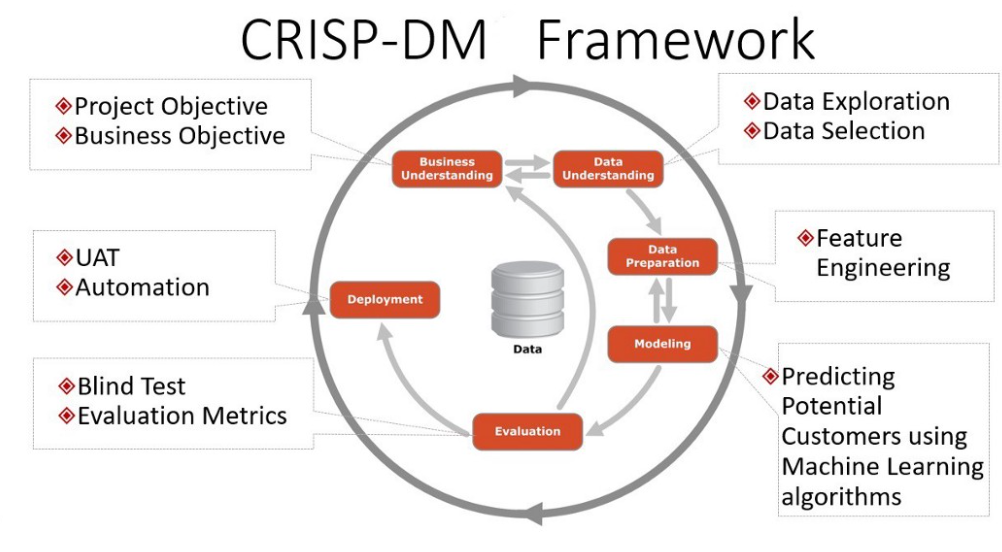 CRISP-DM Framework
Project Objective
Business Objective
Data Exploration
Data Selection
Business
Understanding
Data
Understanding
UAT
Automation
Feature
Engineering
Data
Preparation
Deployment
Data
Modeling
Blind Test
Evaluation Metrics
Evaluation
Predicting
Potential
Customers using
Machine Learning
algorithms